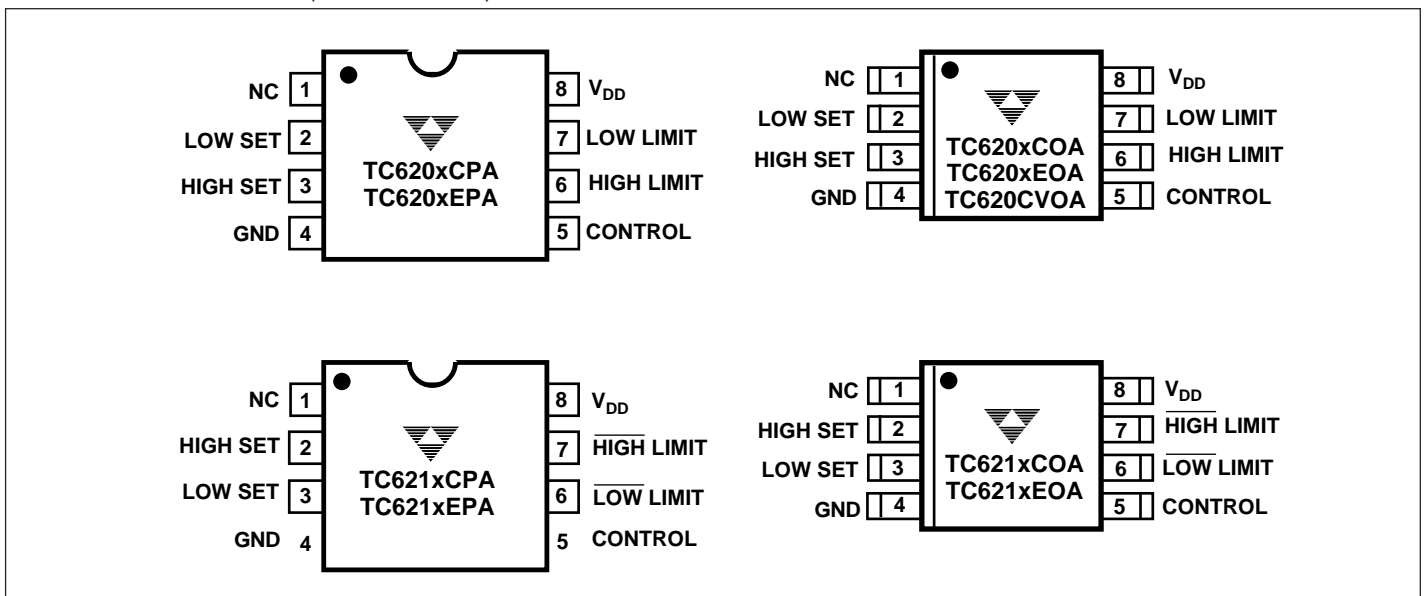 NC 1
LOW SET 2
HIGH SET 3
GND 4
TC620xCPA
TC620xEPA
8 VDD
7 LOW LIMIT
6 HIGH LIMIT
5 CONTROL
NC 1
LOW SET 2
HIGH SET 3
GND 4
TC620xCOA
TC620xEOA
TC620CVOA
8 VDD
7 LOW LIMIT
6 HIGH LIMIT
5 CONTROL
NC 1
HIGH SET 2
LOW SET 3
GND 4
TC621xCPA
TC621xEPA
8 VDD
7 HIGH LIMIT
6 LOW LIMIT
5 CONTROL
NC 1
HIGH SET 2
LOW SET 3
GND 4
TC621xCOA
TC621xEOA
8 VDD
7 HIGH LIMIT
6 LOW LIMIT
5 CONTROL